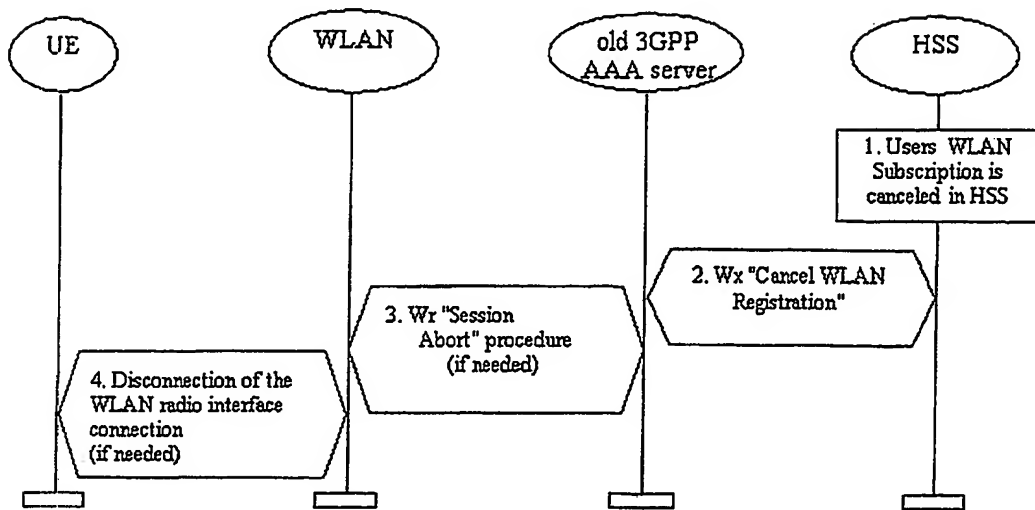 UE
WLAN
old 3GPP
AAA server
HSS
1. Users WLAN
Subscription is
canceled in HSS
2. Wx "Cancel WLAN
Registration"
3. Wr "Session
Abort" procedure
(if needed)
4. Disconnection of the
WLAN radio interface
connection
(if needed)